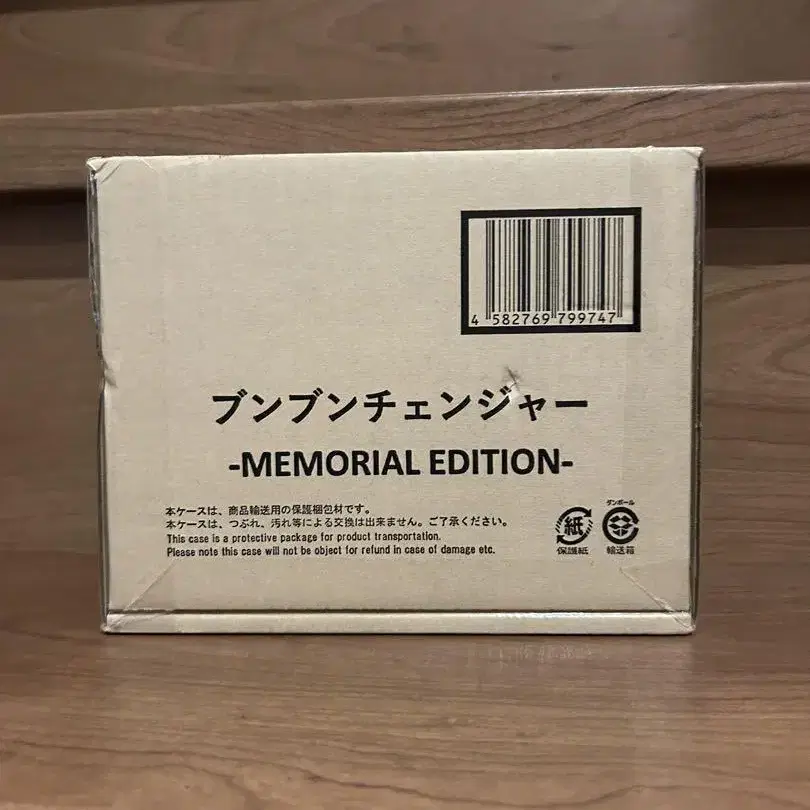 4 582769 799747
ブンブンチェンジャー
-MEMORIAL EDITION-
本ケースは、商品輸送用の保護梱包材です。
本ケースは、つぶれ、汚れ等による交換は出来ません。ご了承ください。
This case is a protective package for product transportation.
Please note this case will not be object for refund in case of damage etc.
紙
保護紙
ダンボール
輸送箱